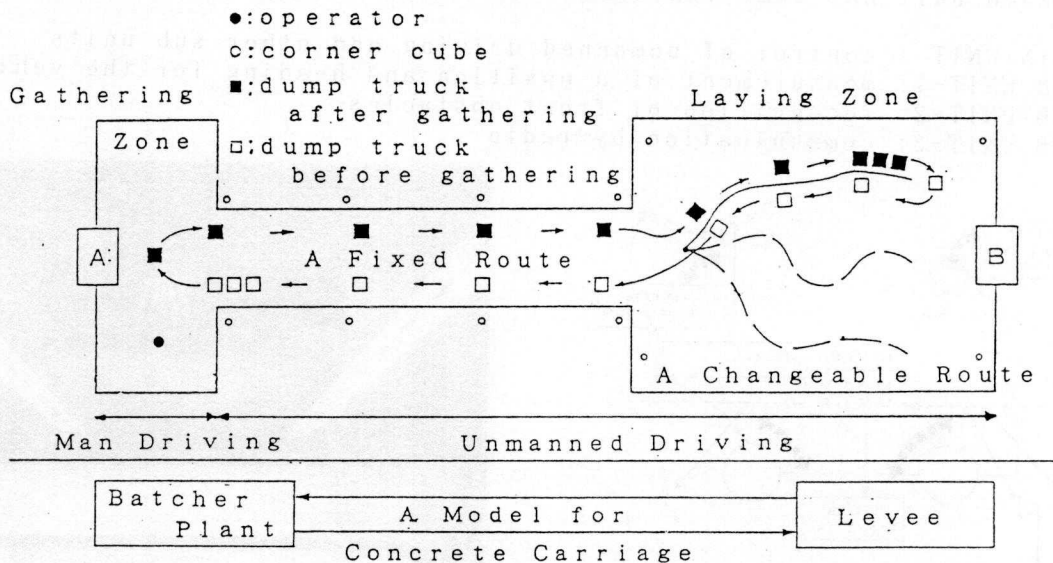 ●:operator
o:corner cube
■:dump truck
after gathering
□:dump truck
before gathering
Gathering
Zone
Laying Zone
A:
A Fixed Route
B
A Changeable Route
Man Driving
Unmanned Driving
Batcher
Plant
A Model for
Concrete Carriage
Levee